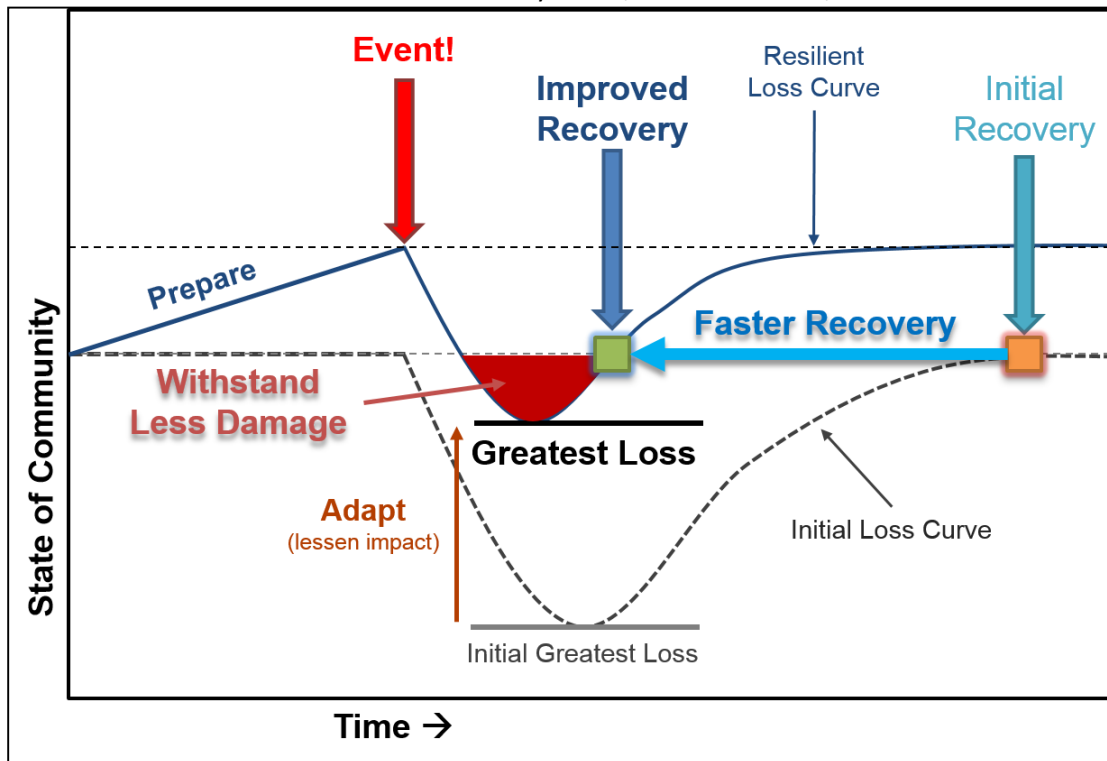 Event!
Improved
Recovery
Resilient
Loss Curve
Initial
Recovery
Prepare
Faster Recovery
Withstand
Less Damage
Greatest Loss
Adapt
(lessen impact)
Initial Loss Curve
Initial Greatest Loss
State of Community
Time →